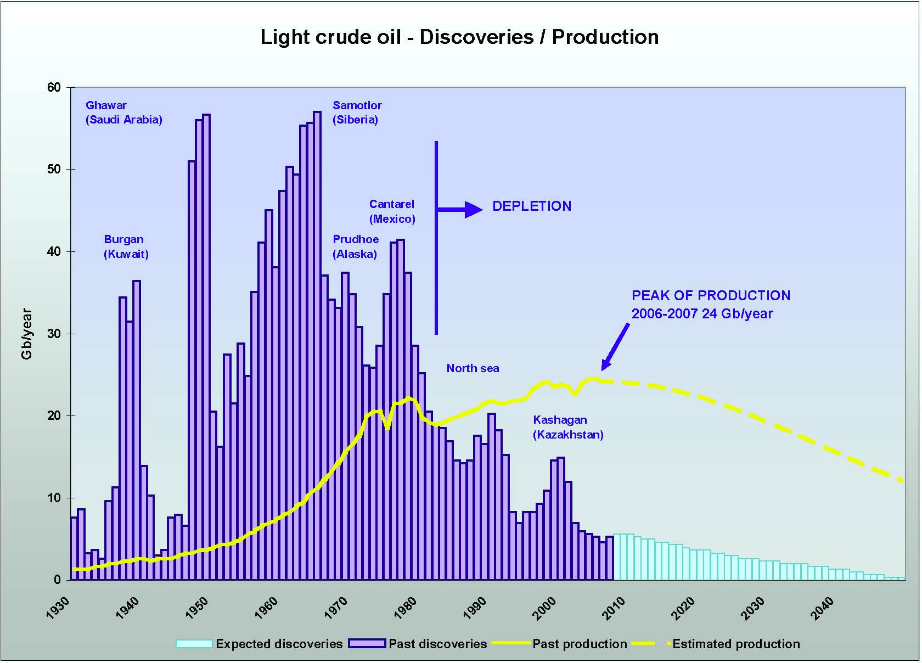 Light crude oil - Discoveries / Production
60
50
40
30
20
10
0
Gb/year
Ghawar
(Saudi Arabia)
Samotlor
(Siberia)
Burgan
(Kuwait)
Cantarel
(Mexico)
Prudhoe
(Alaska)
DEPLETION
PEAK OF PRODUCTION
2006-2007 24 Gb/year
North sea
Kashagan
(Kazakhstan)
1930
1940
1950
1960
1970
1980
1990
2000
2010
2020
2030
2040
Expected discoveries
Past discoveries
Past production
Estimated production